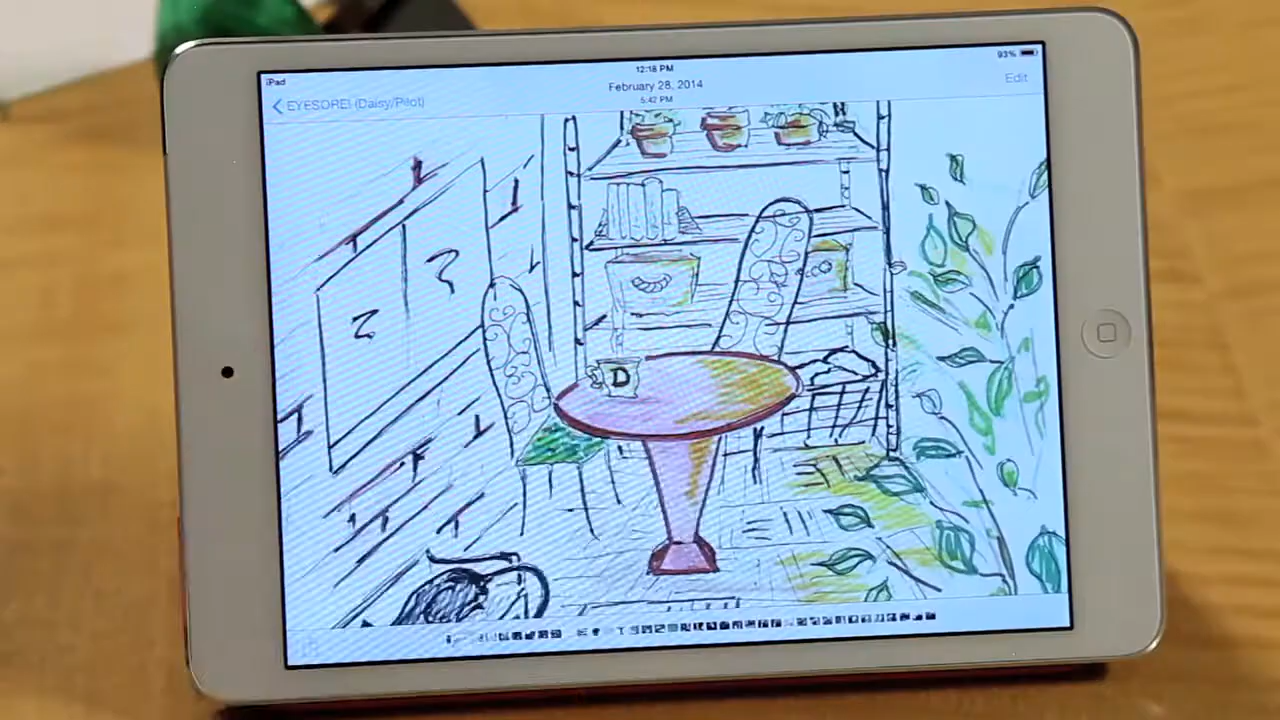 iPad
12:18 PM
93%
February 28, 2014
5:42 PM
EYESORE! (Daisy/Pilot)
Edit
?
?
D